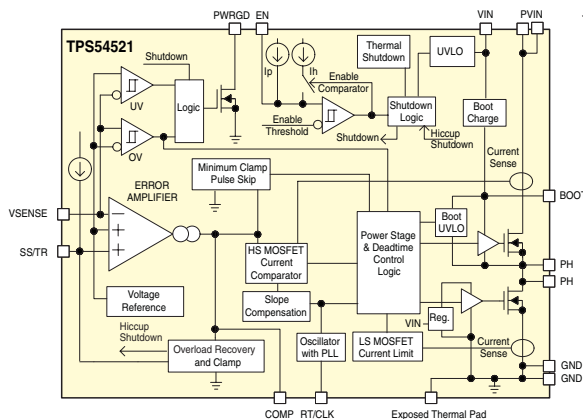 PWRGD EN VIN PVIN
TPS54521
Shutdown
Ip
Ih
Thermal
Shutdown
UVLO
Enable
Comparator
UV
Logic
Enable
Threshold
Shutdown
Logic
Boot
Charge
Shutdown
Hiccup
Shutdown
OV
Current
Sense
Minimum Clamp
Pulse Skip
ERROR
AMPLIFIER
BOOT
VSENSE
SS/TR
Boot
UVLO
HS MOSFET
Current
Comparator
Power Stage
& Deadtime
Control
Logic
PH
PH
Voltage
Reference
Slope
Compensation
VIN
Reg.
Hiccup
Shutdown
Overload Recovery
and Clamp
Oscillator
with PLL
LS MOSFET
Current Limit
Current
Sense
GND
GND
COMP RT/CLK Exposed Thermal Pad